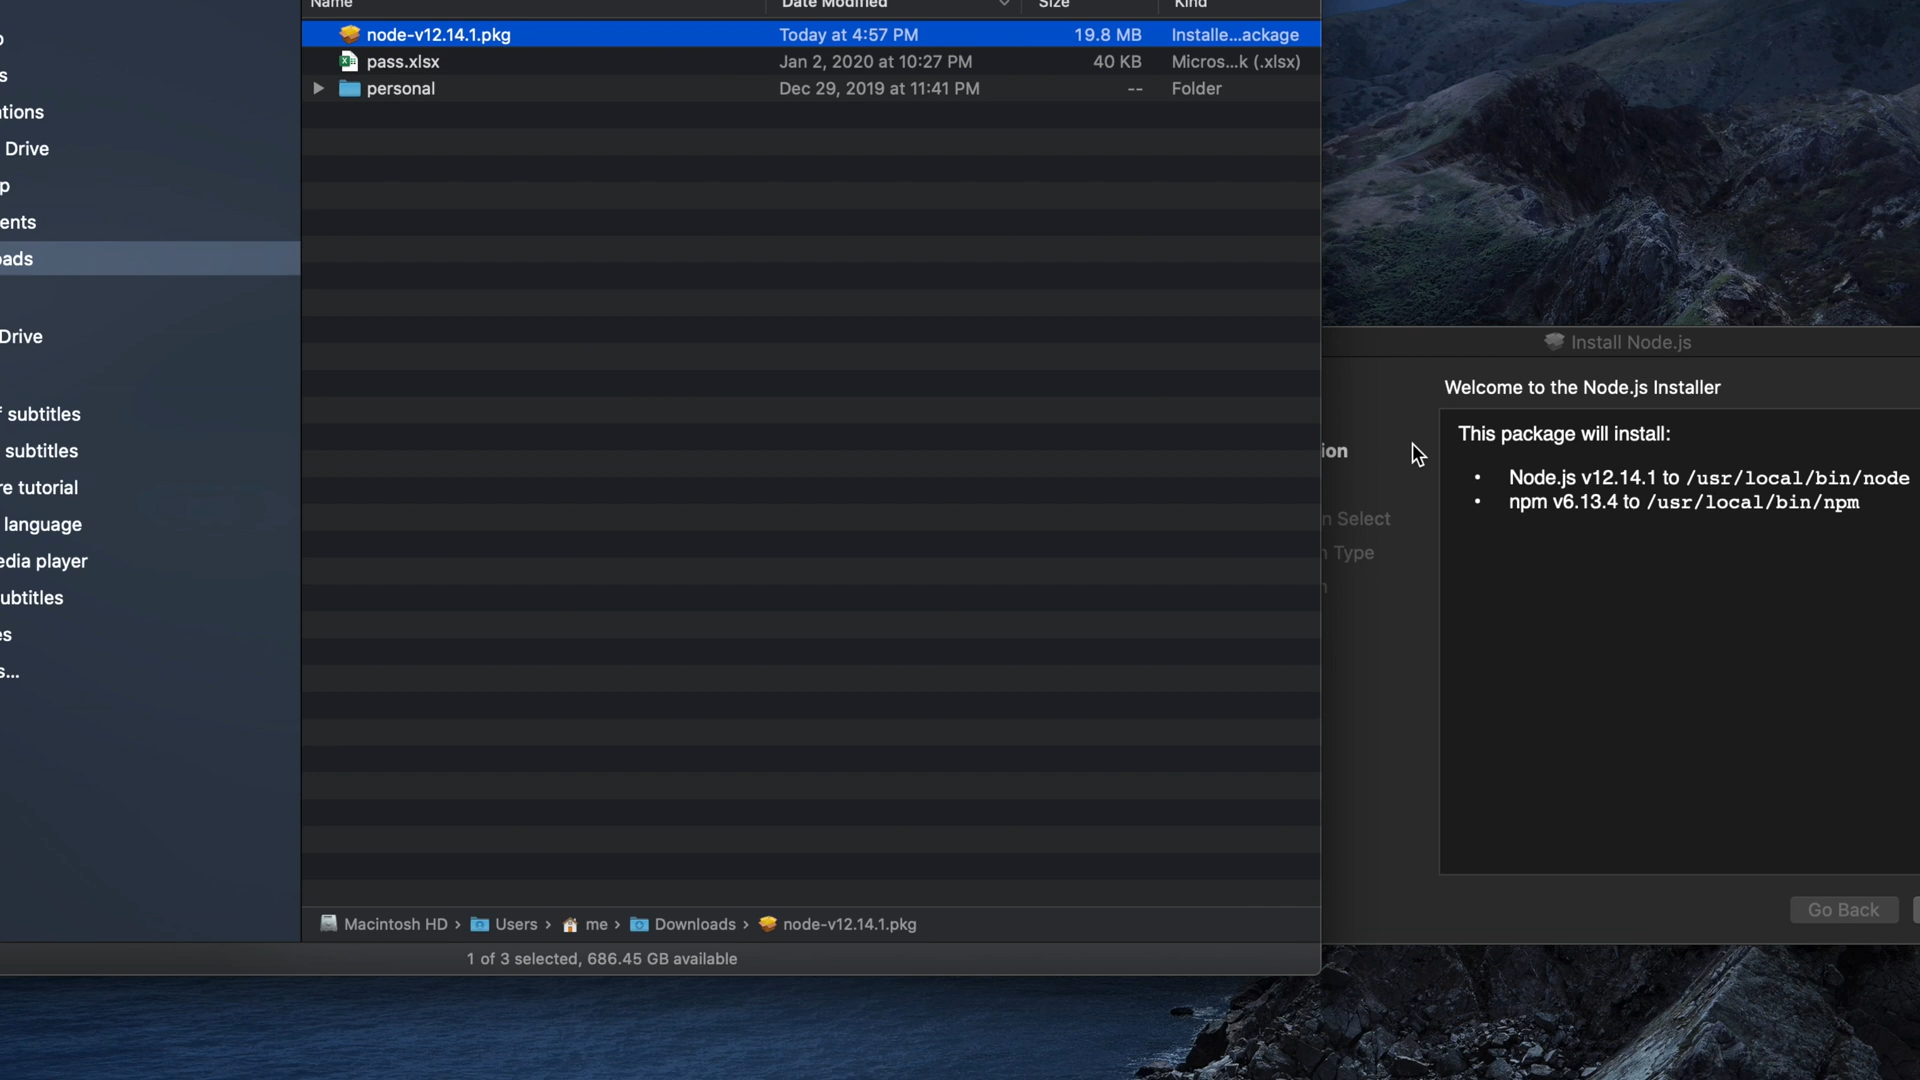 Name Date Modified Size Kind
node-v12.14.1.pkg Today at 4:57 PM 19.8 MB Installe...ackage
pass.xlsx Jan 2, 2020 at 10:27 PM 40 KB Micros...k (.xlsx)
personal Dec 29, 2019 at 11:41 PM -- Folder
p
s
tions
Drive
p
ents
ads
Drive
f subtitles
subtitles
re tutorial
language
edia player
ubtitles
es
s...
Macintosh HD › Users › me › Downloads › node-v12.14.1.pkg
1 of 3 selected, 686.45 GB available
Install Node.js
Welcome to the Node.js Installer
ion
n Select
n Type
n
This package will install:
• Node.js v12.14.1 to /usr/local/bin/node
• npm v6.13.4 to /usr/local/bin/npm
Go Back